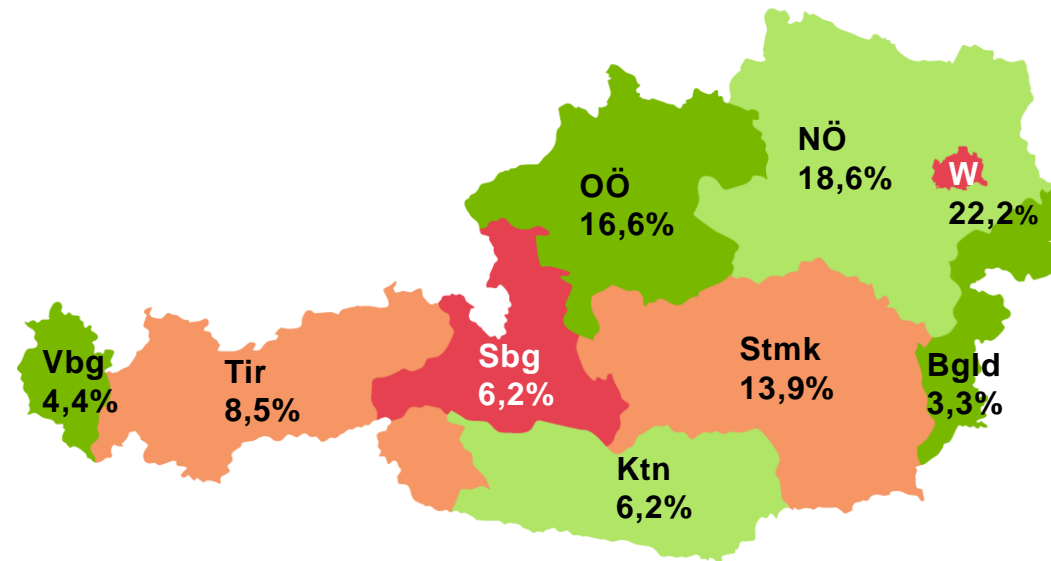 NÖ
18,6%
W
22,2%
OÖ
16,6%
Vbg
4,4%
Tir
8,5%
Sbg
6,2%
Stmk
13,9%
Bgld
3,3%
Ktn
6,2%